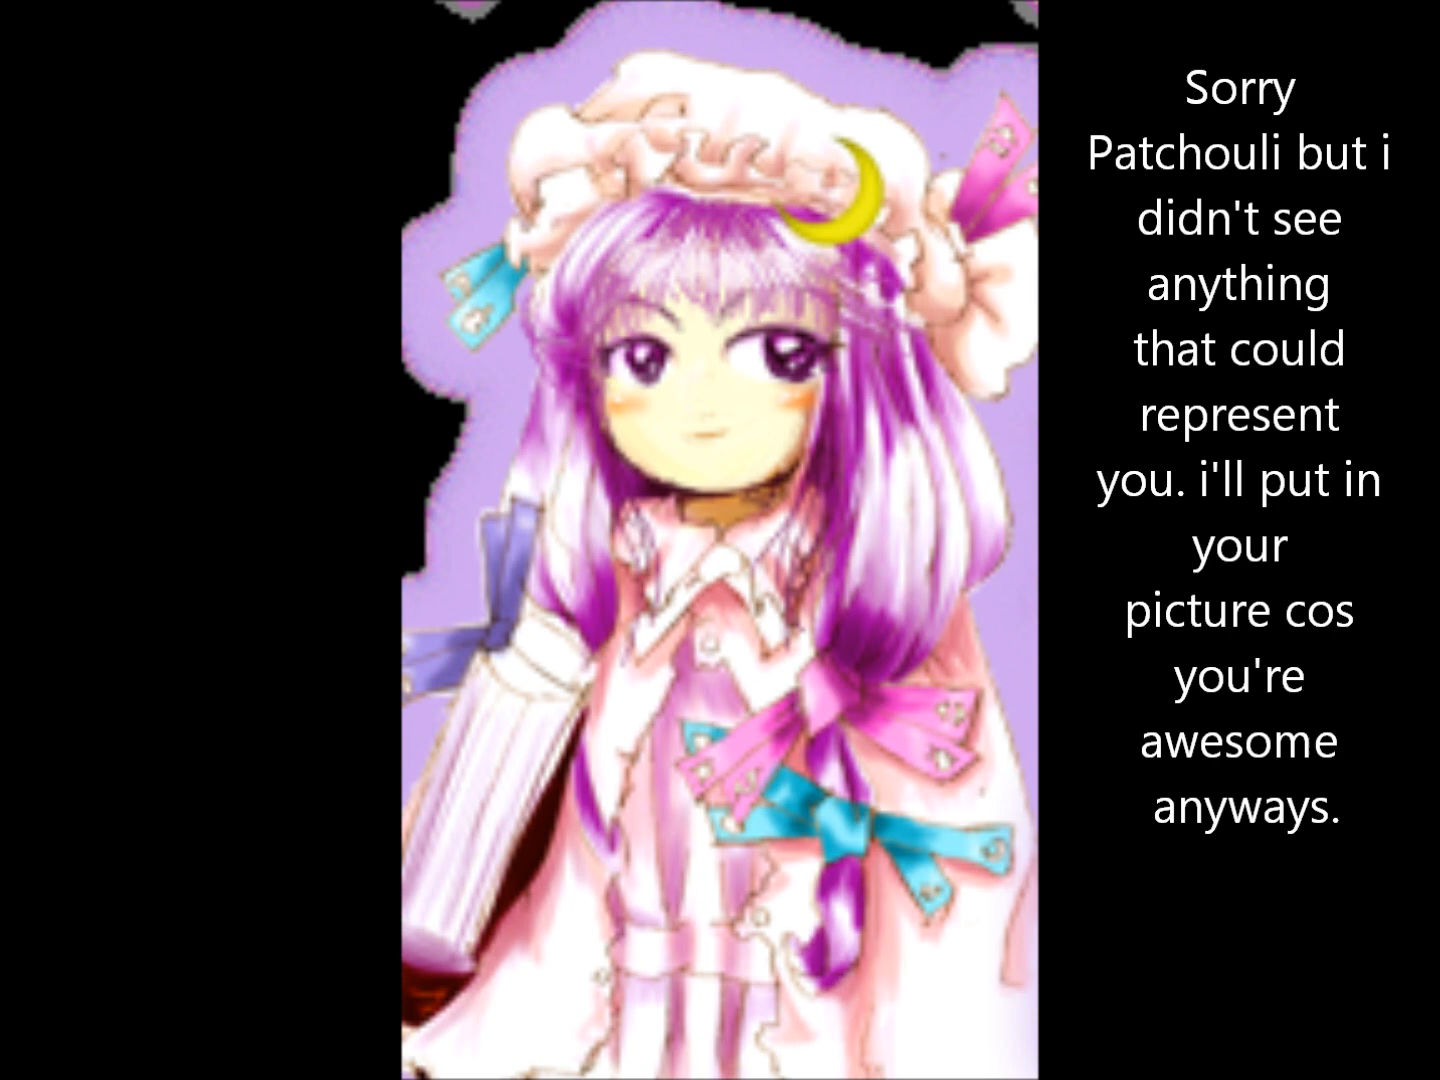 Sorry
Patchouli but i
didn't see
anything
that could
represent
you. i'll put in
your
picture cos
you're
awesome
anyways.